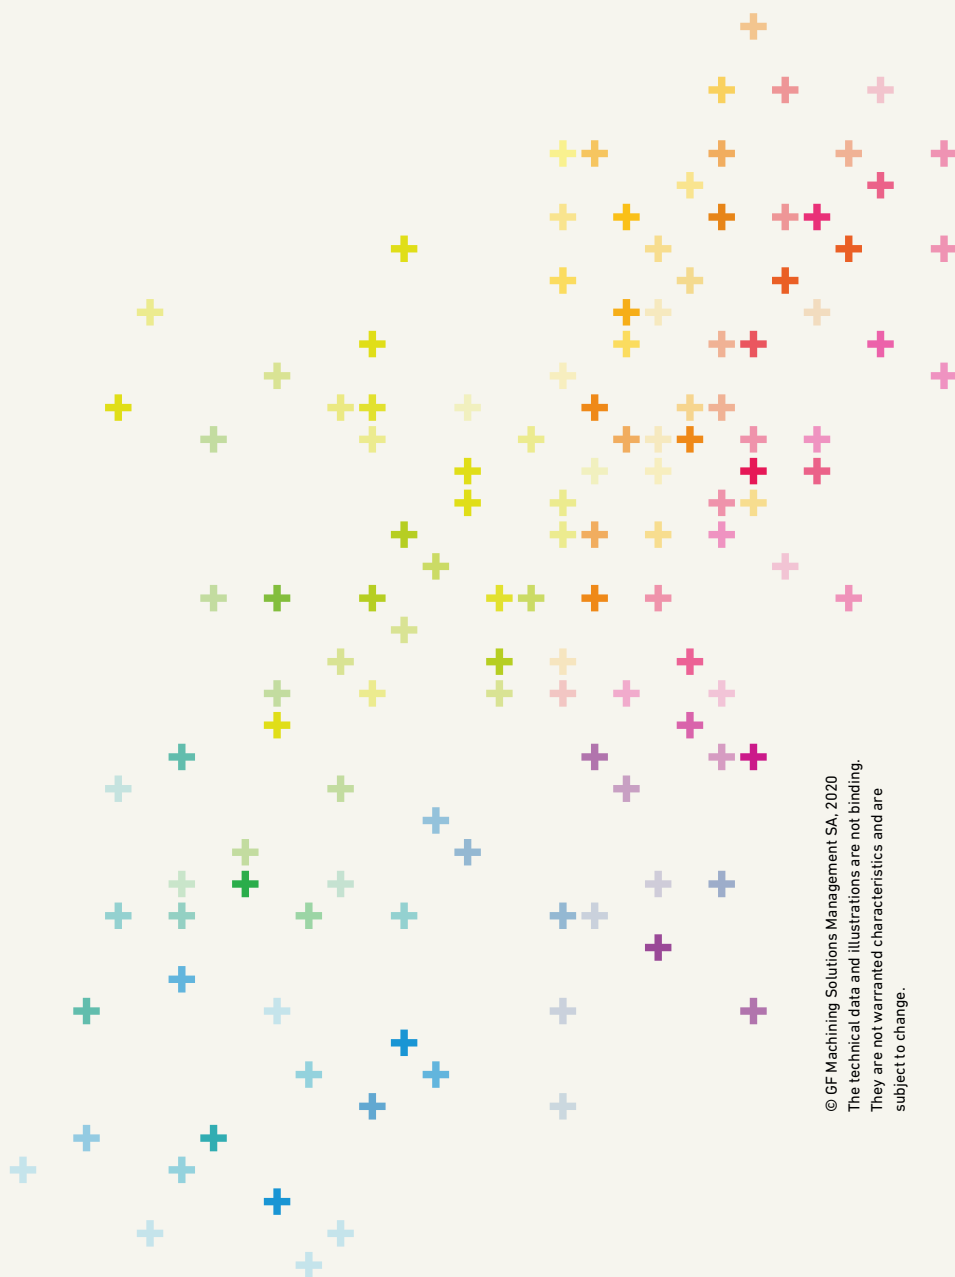 © GF Machining Solutions Management SA, 2020
The technical data and illustrations are not binding.
They are not warranted characteristics and are
subject to change.